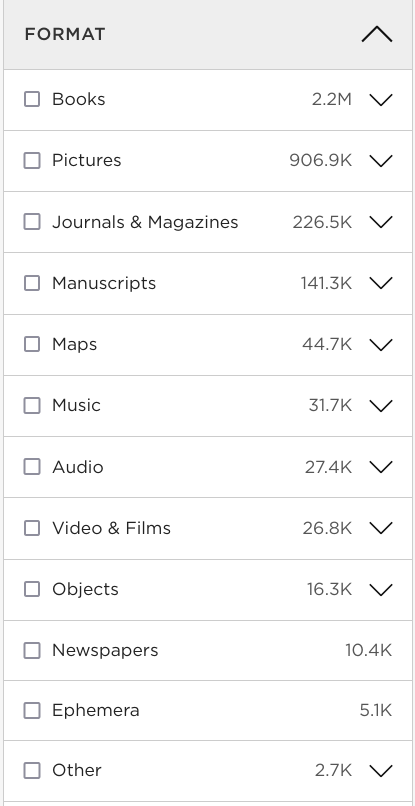 FORMAT
Books 2.2M
Pictures 906.9K
Journals & Magazines 226.5K
Manuscripts 141.3K
Maps 44.7K
Music 31.7K
Audio 27.4K
Video & Films 26.8K
Objects 16.3K
Newspapers 10.4K
Ephemera 5.1K
Other 2.7K